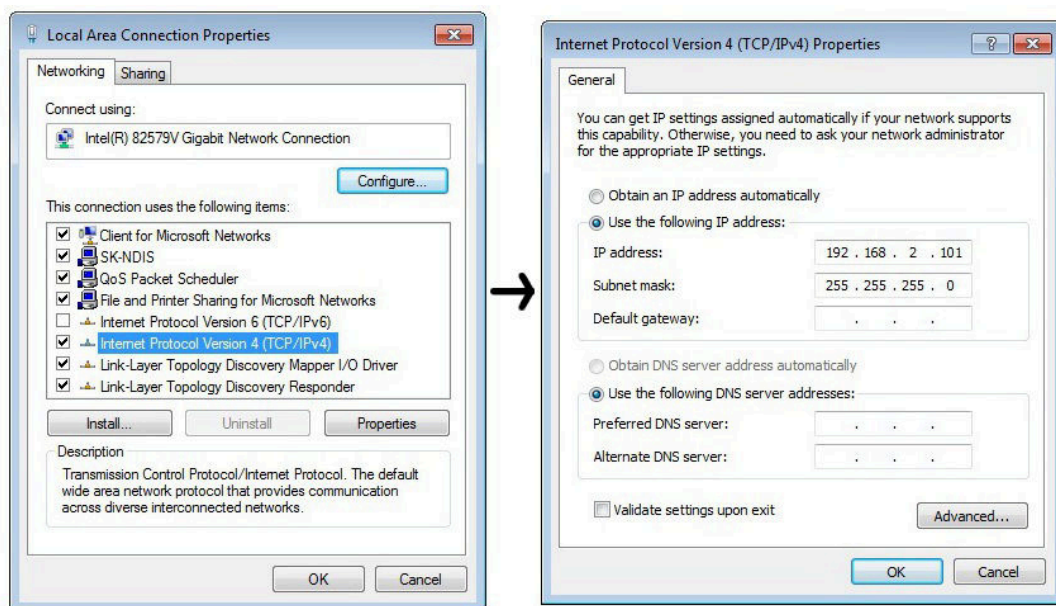 Local Area Connection Properties
Networking
Sharing
Connect using:
Intel(R) 82579V Gigabit Network Connection
Configure...
This connection uses the following items:
Client for Microsoft Networks
SK-NDIS
QoS Packet Scheduler
File and Printer Sharing for Microsoft Networks
Internet Protocol Version 6 (TCP/IPv6)
Internet Protocol Version 4 (TCP/IPv4)
Link-Layer Topology Discovery Mapper I/O Driver
Link-Layer Topology Discovery Responder
Install...
Uninstall
Properties
Description
Transmission Control Protocol/Internet Protocol. The default
wide area network protocol that provides communication
across diverse interconnected networks.
OK
Cancel
Internet Protocol Version 4 (TCP/IPv4) Properties
General
You can get IP settings assigned automatically if your network supports
this capability. Otherwise, you need to ask your network administrator
for the appropriate IP settings.
Obtain an IP address automatically
Use the following IP address:
IP address: 192 . 168 . 2 . 101
Subnet mask: 255 . 255 . 255 . 0
Default gateway: . . .
Obtain DNS server address automatically
Use the following DNS server addresses:
Preferred DNS server: . . .
Alternate DNS server: . . .
Validate settings upon exit
Advanced...
OK
Cancel